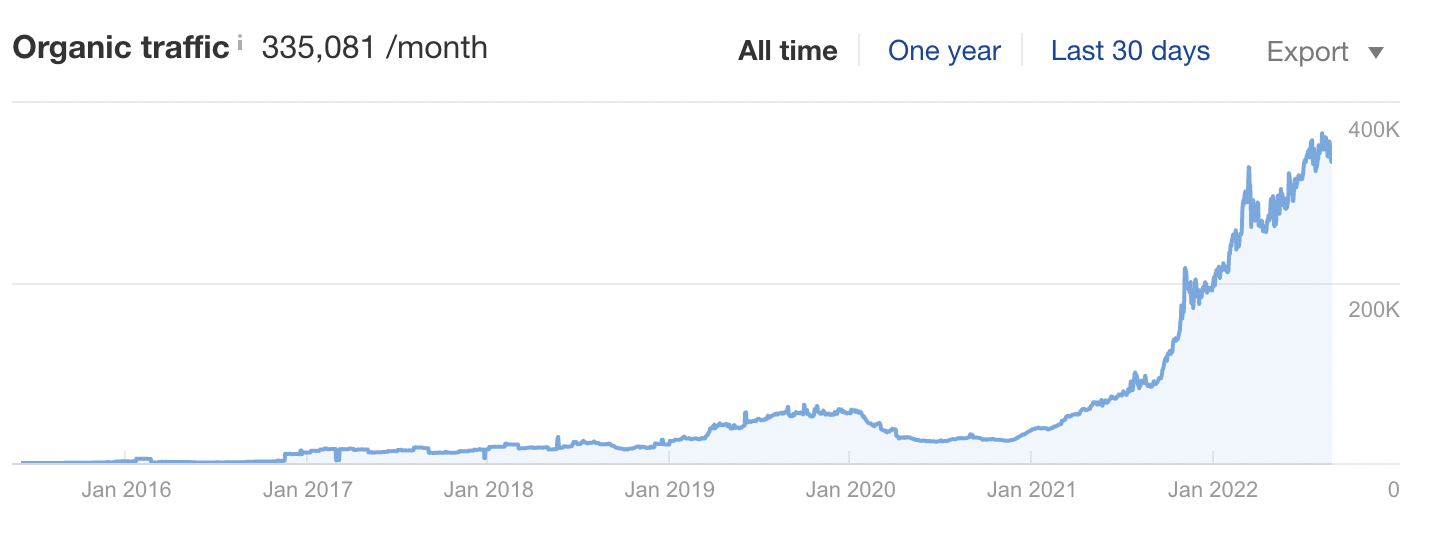 Organic traffic i 335,081 /month All time One year Last 30 days Export ▼
400K
200K
Jan 2016 Jan 2017 Jan 2018 Jan 2019 Jan 2020 Jan 2021 Jan 2022 0